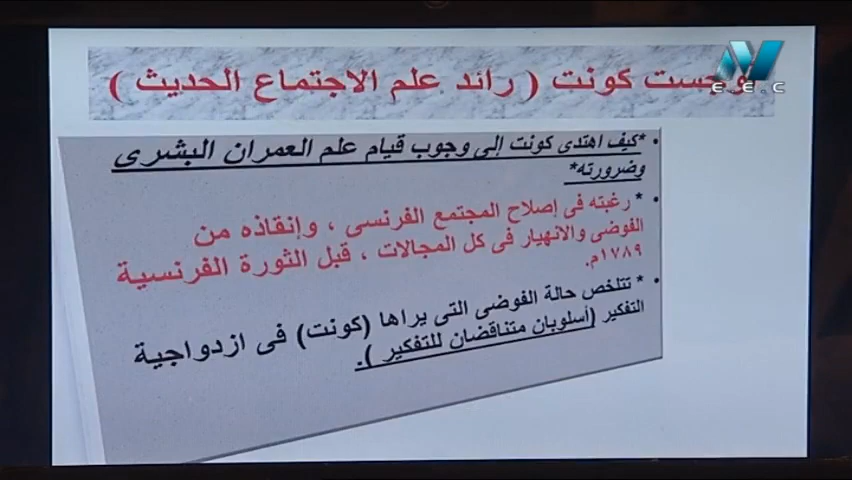 وجست كونت ( رائد علم الاجتماع الحديث )
e.e.c
• *كيف اهتدى كونت إلى وجوب قيام علم العمران البشرى
وضرورته*
• * رغبته فى إصلاح المجتمع الفرنسى ، وإنقاذه من
الفوضى والانهيار فى كل المجالات ، قبل الثورة الفرنسية
١٧٨٩م.
• * تتلخص حالة الفوضى التى يراها (كونت) فى ازدواجية
التفكير (أسلوبان متناقضان للتفكير ).